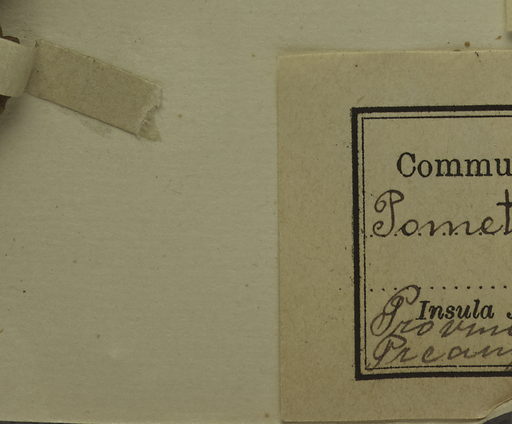 Commu
Pomet
Insula J
Provin
Prean